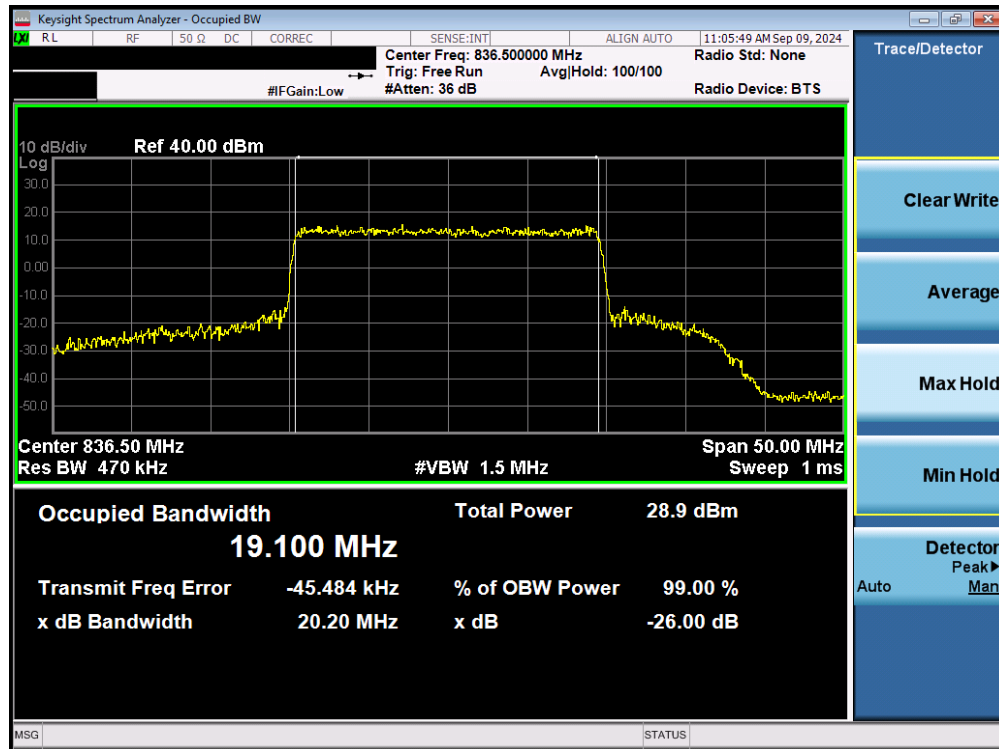 Keysight Spectrum Analyzer - Occupied BW
LXI RL RF 50 Ω DC CORREC SENSE:INT ALIGN AUTO 11:05:49 AM Sep 09, 2024
Center Freq: 836.500000 MHz Radio Std: None
Trig: Free Run Avg|Hold: 100/100
#IFGain:Low #Atten: 36 dB Radio Device: BTS
10 dB/div Ref 40.00 dBm
Log
30.0
20.0
10.0
0.00
-10.0
-20.0
-30.0
-40.0
-50.0
Center 836.50 MHz Span 50.00 MHz
Res BW 470 kHz #VBW 1.5 MHz Sweep 1 ms
Occupied Bandwidth Total Power 28.9 dBm
19.100 MHz
Transmit Freq Error -45.484 kHz % of OBW Power 99.00 %
x dB Bandwidth 20.20 MHz x dB -26.00 dB
MSG STATUS
Trace/Detector
Clear Write
Average
Max Hold
Min Hold
Detector
Peak▶
Auto Man